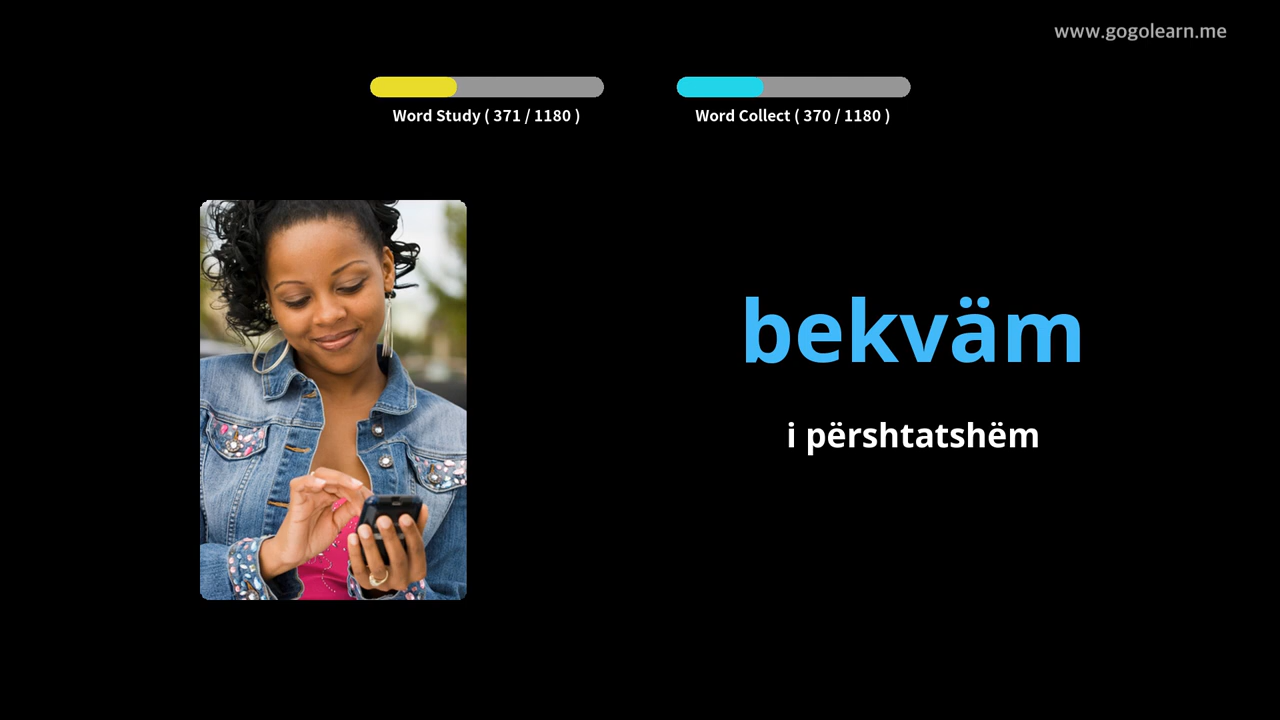 www.gogolearn.me
Word Study ( 371 / 1180 )
Word Collect ( 370 / 1180 )
bekväm
i përshtatshëm